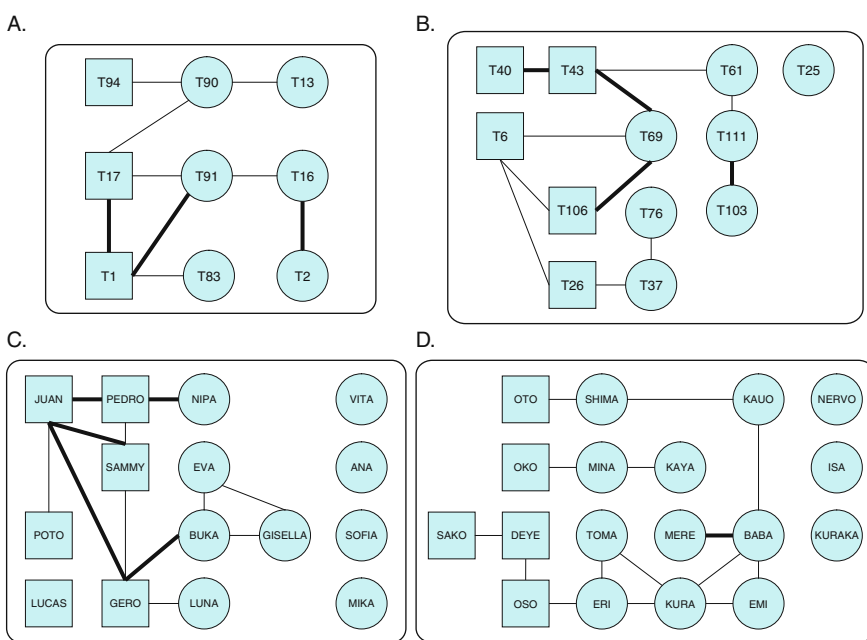 A.
T94 T90 T13
T17 T91 T16
T1 T83 T2
B.
T40 T43 T61 T25
T6 T69 T111
T106 T76 T103
T26 T37
C.
JUAN PEDRO NIPA VITA
SAMMY EVA ANA
POTO BUKA GISELLA SOFIA
LUCAS GERO LUNA MIKA
D.
OTO SHIMA KAUO NERVO
OKO MINA KAYA ISA
SAKO DEYE TOMA MERE BABA KURAKA
OSO ERI KURA EMI